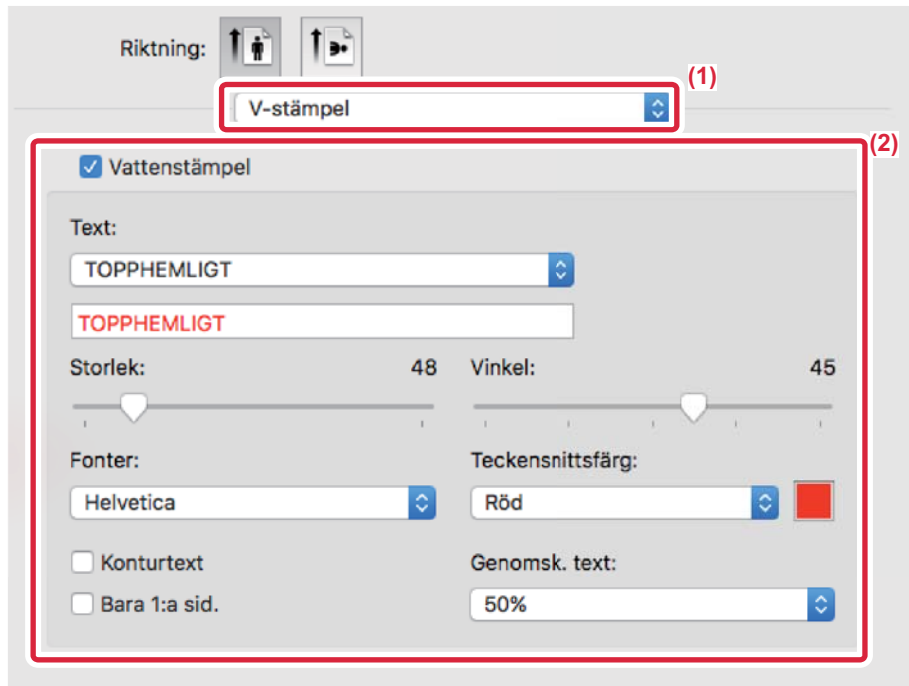 Riktning:
(1)
V-stämpel
(2)
Vattenstämpel
Text:
TOPPHEMLIGT
TOPPHEMLIGT
Storlek: 48 Vinkel: 45
Fonter: Teckensnittsfärg:
Helvetica Röd
Konturtext Genomsk. text:
Bara 1:a sid. 50%